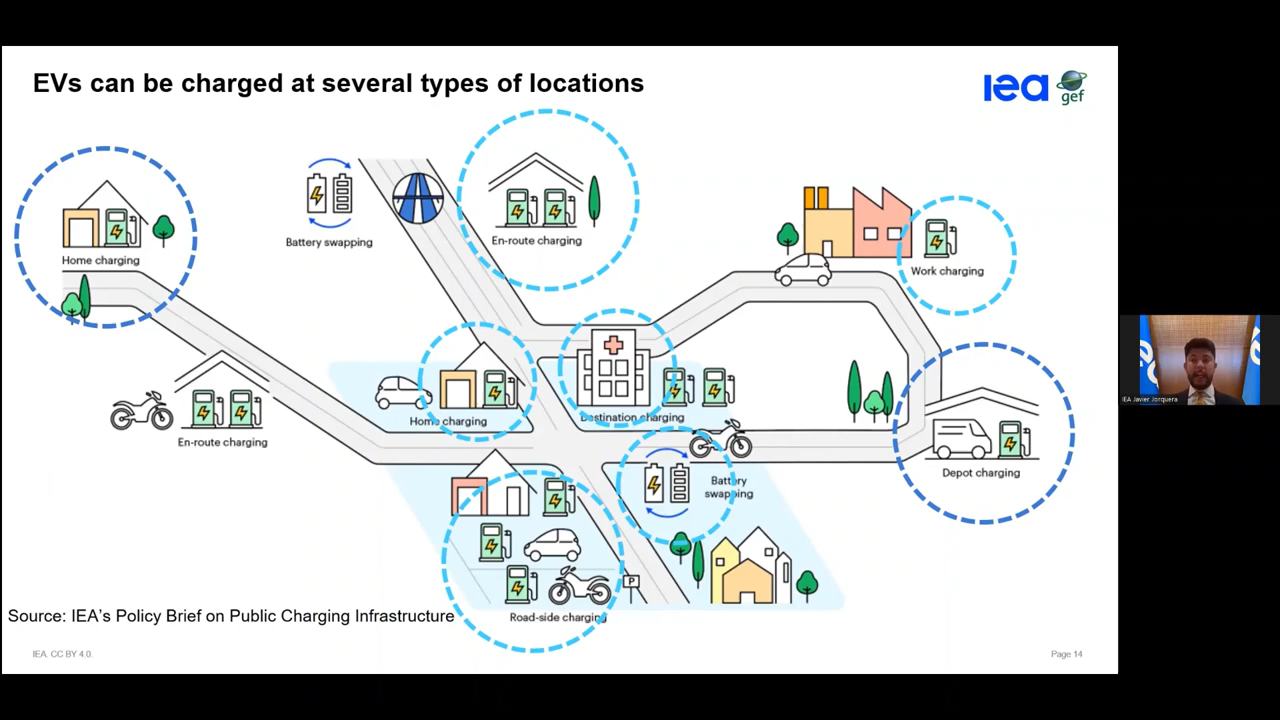 EVs can be charged at several types of locations
iea
gef
Home charging
Battery swapping
En-route charging
Work charging
En-route charging
Home charging
Destination charging
Depot charging
Battery
swapping
P
Road-side charging
Source: IEA's Policy Brief on Public Charging Infrastructure
IEA. CC BY 4.0.
Page 14
IEA Javier Jorquera